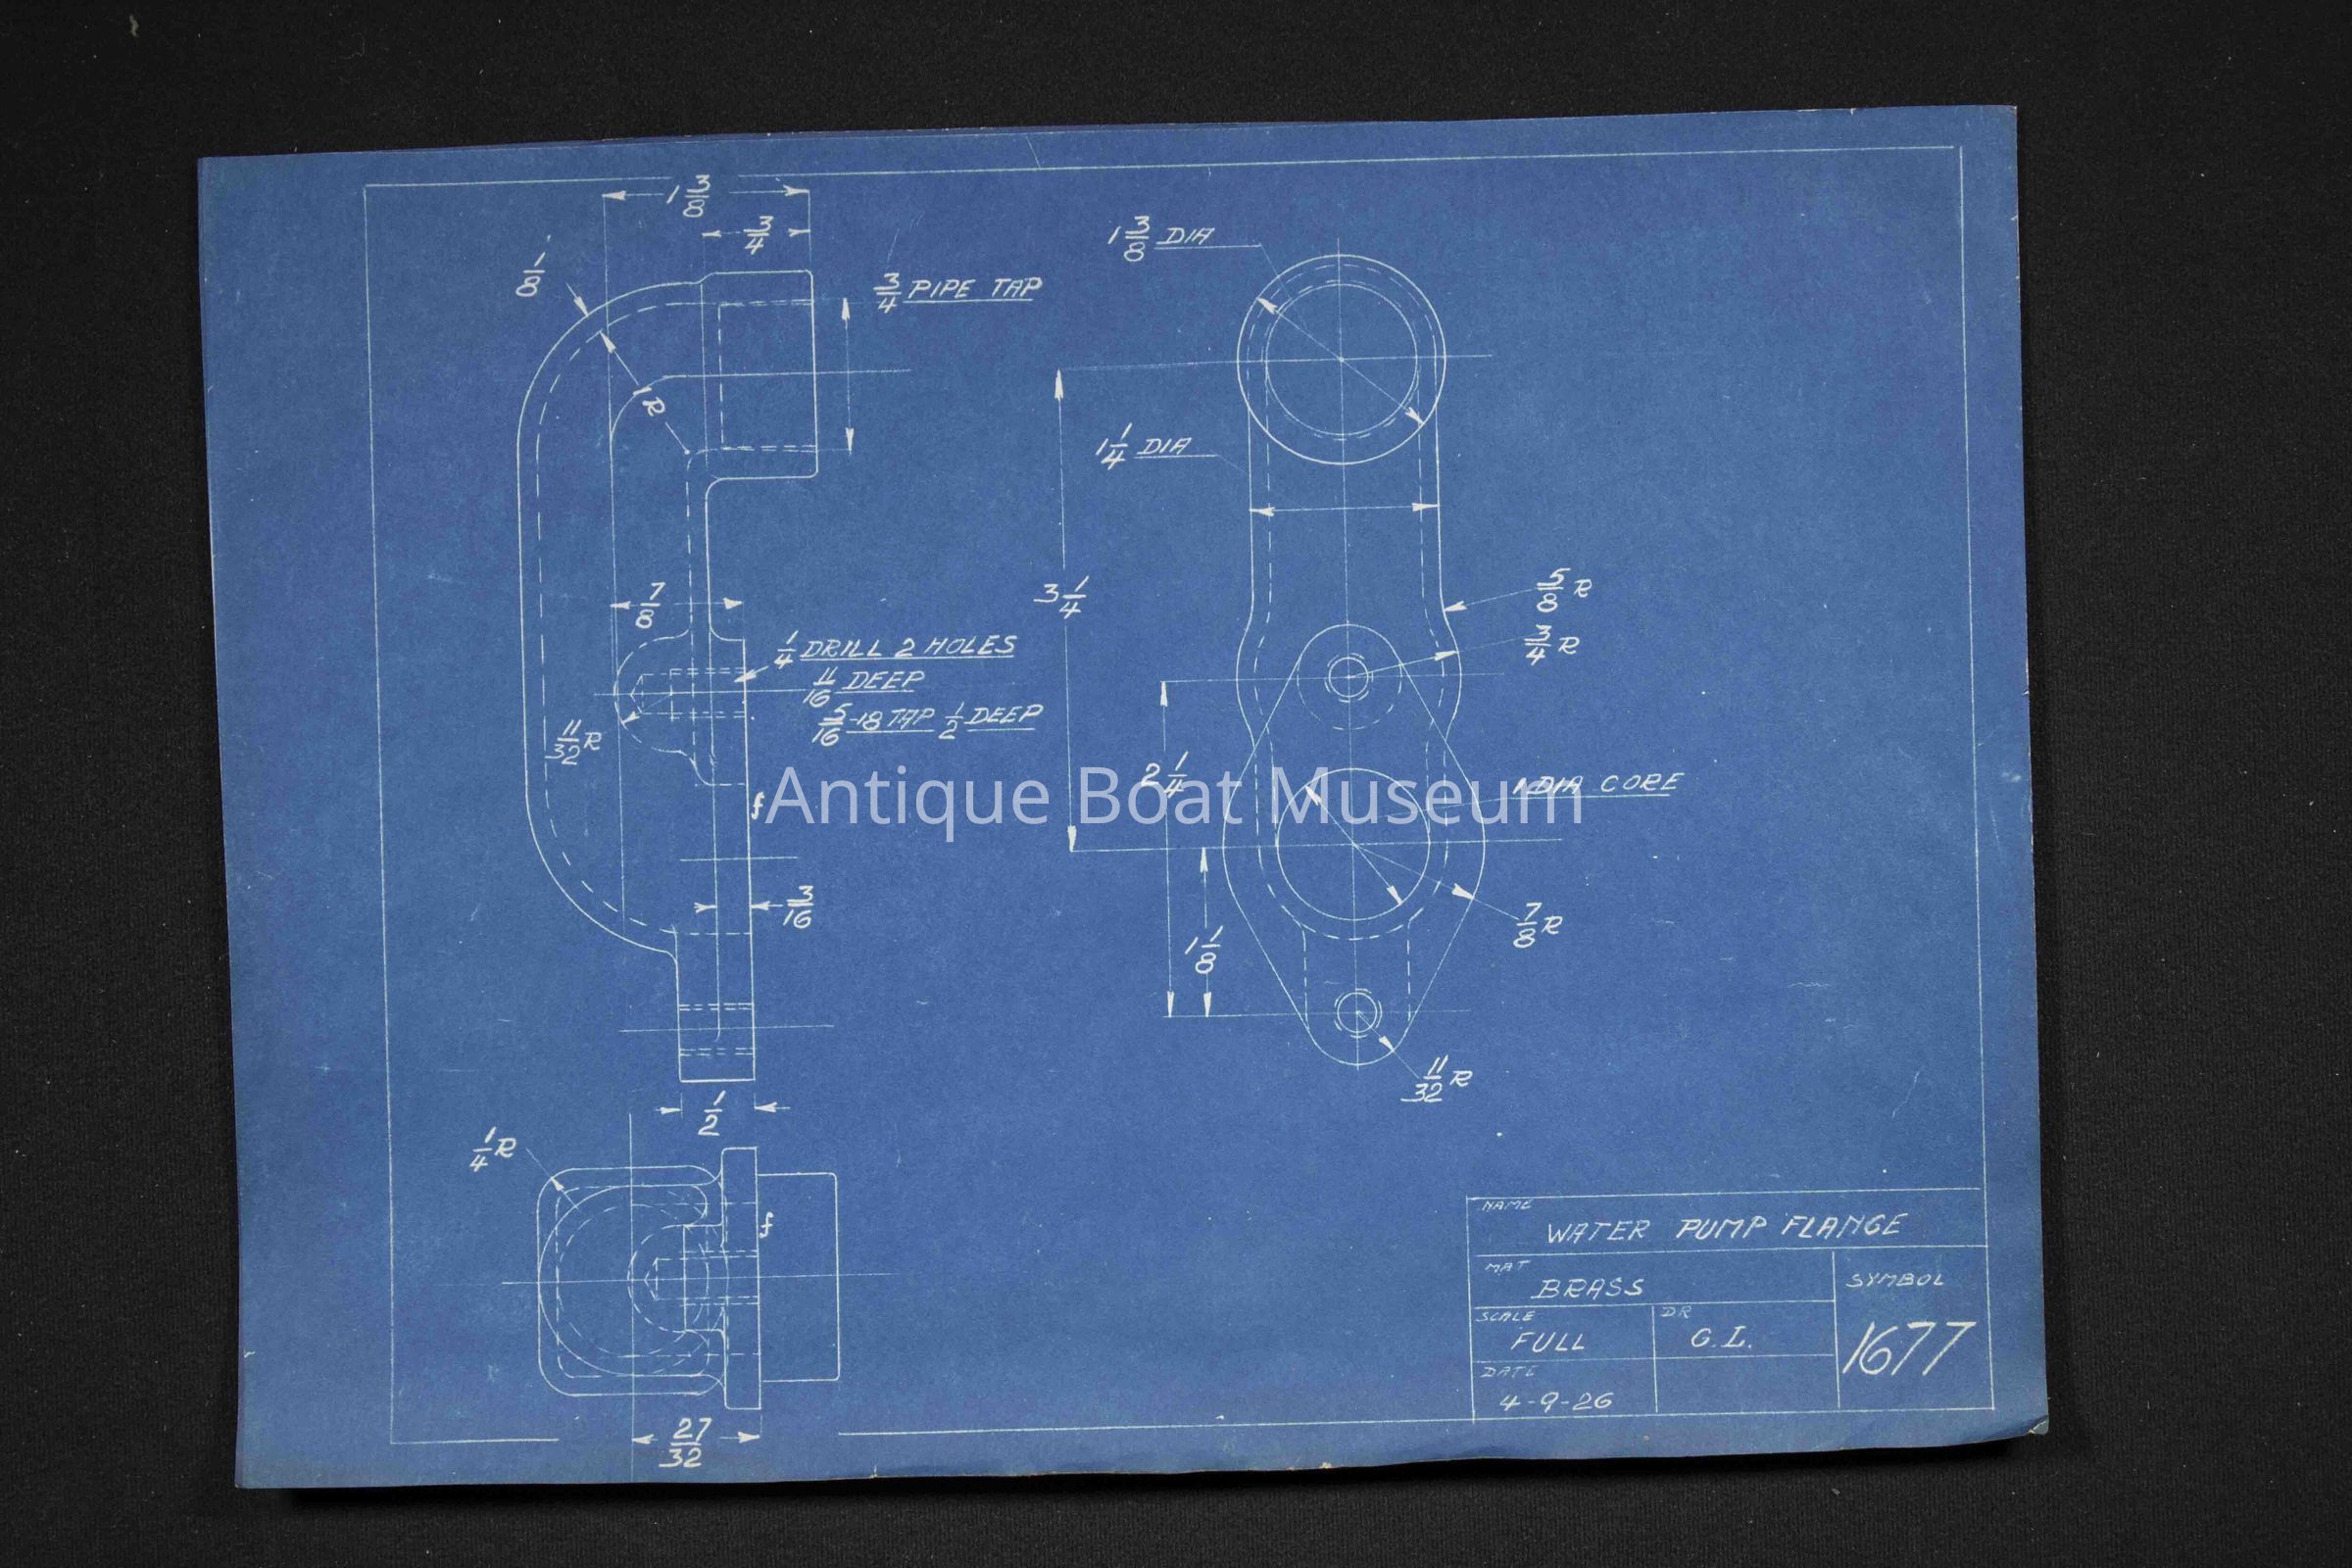 1 3/8
3/4
1/8
3/4 PIPE TAP
R
7/8
1/4 DRILL 2 HOLES
11/16 DEEP
5/16-18 TAP 1/2 DEEP
11/32 R
f
3/16
1/2
1/4 R
f
27/32
1 3/8 DIA
1 1/4 DIA
3 1/4
5/8 R
3/4 R
2 1/4
1 DIA CORE
1 1/8
7/8 R
11/32 R
Antique Boat Museum
NAME
WATER PUMP FLANGE
MAT
BRASS
SYMBOL
1677
SCALE
FULL
DR
G.L.
DATE
4-9-26